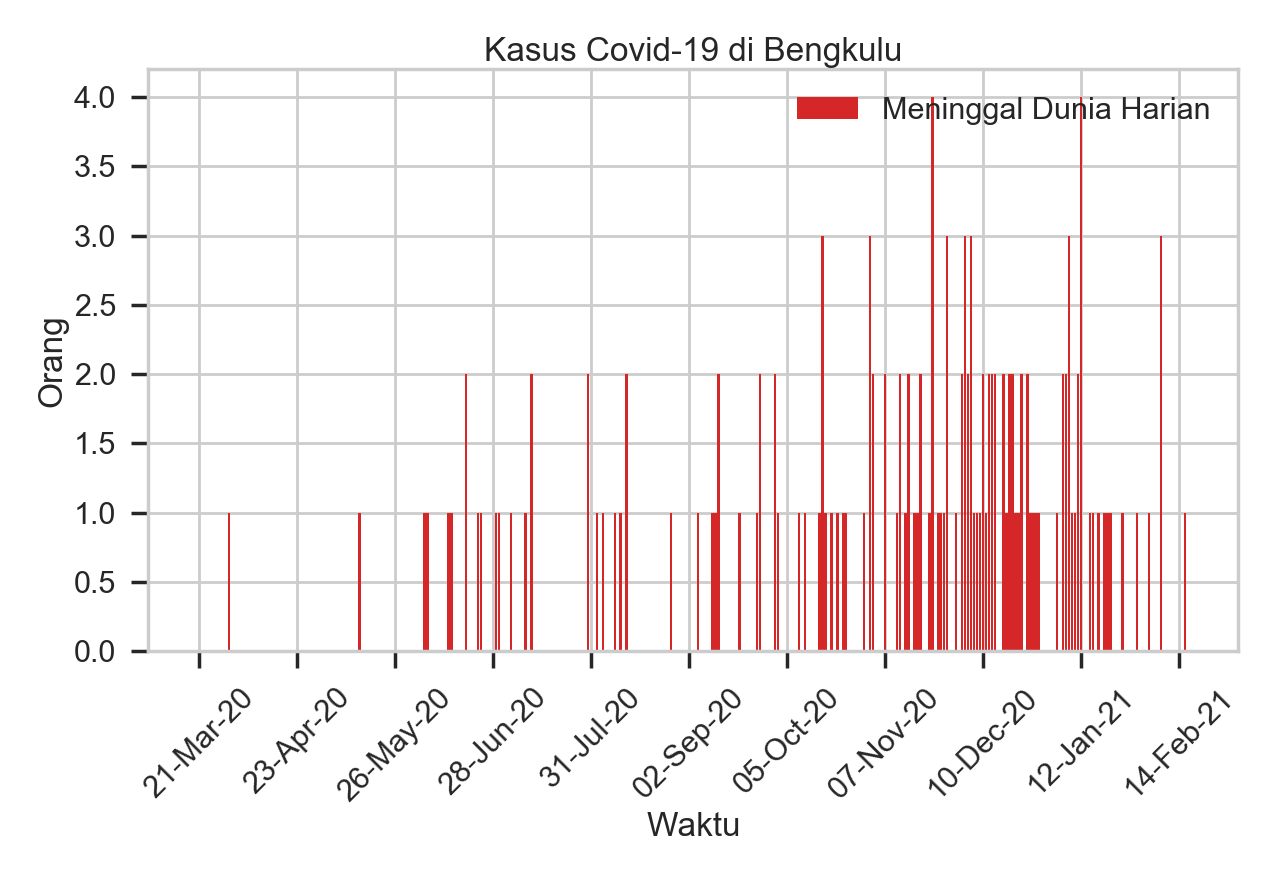 Kasus Covid-19 di Bengkulu
Meninggal Dunia Harian
Orang
4.0
3.5
3.0
2.5
2.0
1.5
1.0
0.5
0.0
21-Mar-20
23-Apr-20
26-May-20
28-Jun-20
31-Jul-20
02-Sep-20
05-Oct-20
07-Nov-20
10-Dec-20
12-Jan-21
14-Feb-21
Waktu